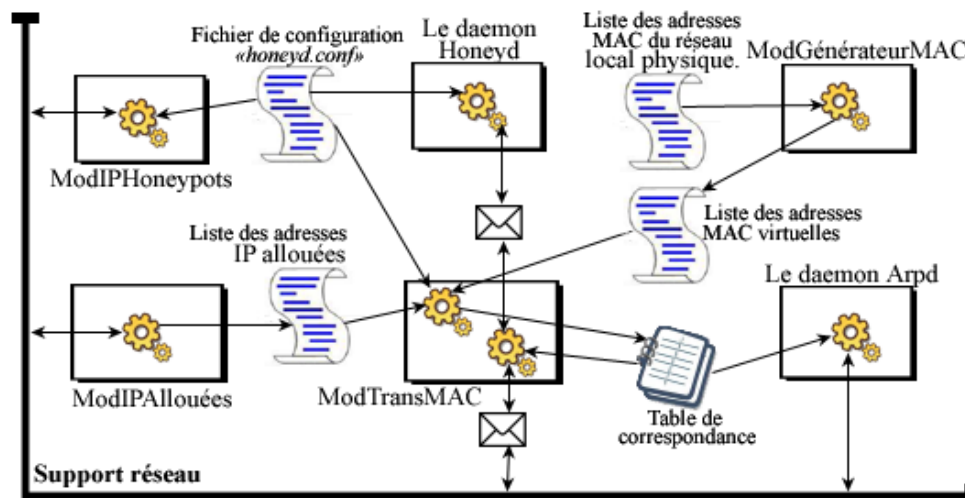 Fichier de configuration
«honeyd.conf»
Le daemon
Honeyd
Liste des adresses
MAC du réseau
local physique.
ModGénérateurMAC
ModIPHoneypots
Liste des adresses
IP allouées
Liste des adresses
MAC virtuelles
Le daemon Arpd
ModIPAllouées
ModTransMAC
Table de
correspondance
Support réseau